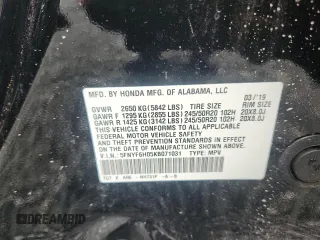 MFD. BY HONDA MFG. OF ALABAMA, LLC 03/'19
GVWR 2650 KG(5842 LBS) TIRE SIZE RIM SIZE
GAWR F 1295 KG(2855 LBS) 245/50R20 102H 20X8.0J
GAWR R 1425 KG(3142 LBS) 245/50R20 102H 20X8.0J
THIS VEHICLE CONFORMS TO ALL APPLICABLE
FEDERAL MOTOR VEHICLE SAFETY AND THEFT
PREVENTION STANDARDS IN EFFECT ON THE DATE
OF MANUFACTURE SHOWN ABOVE.
V.I.N.: 5FNYF6H05KB071031 TYPE: MPV